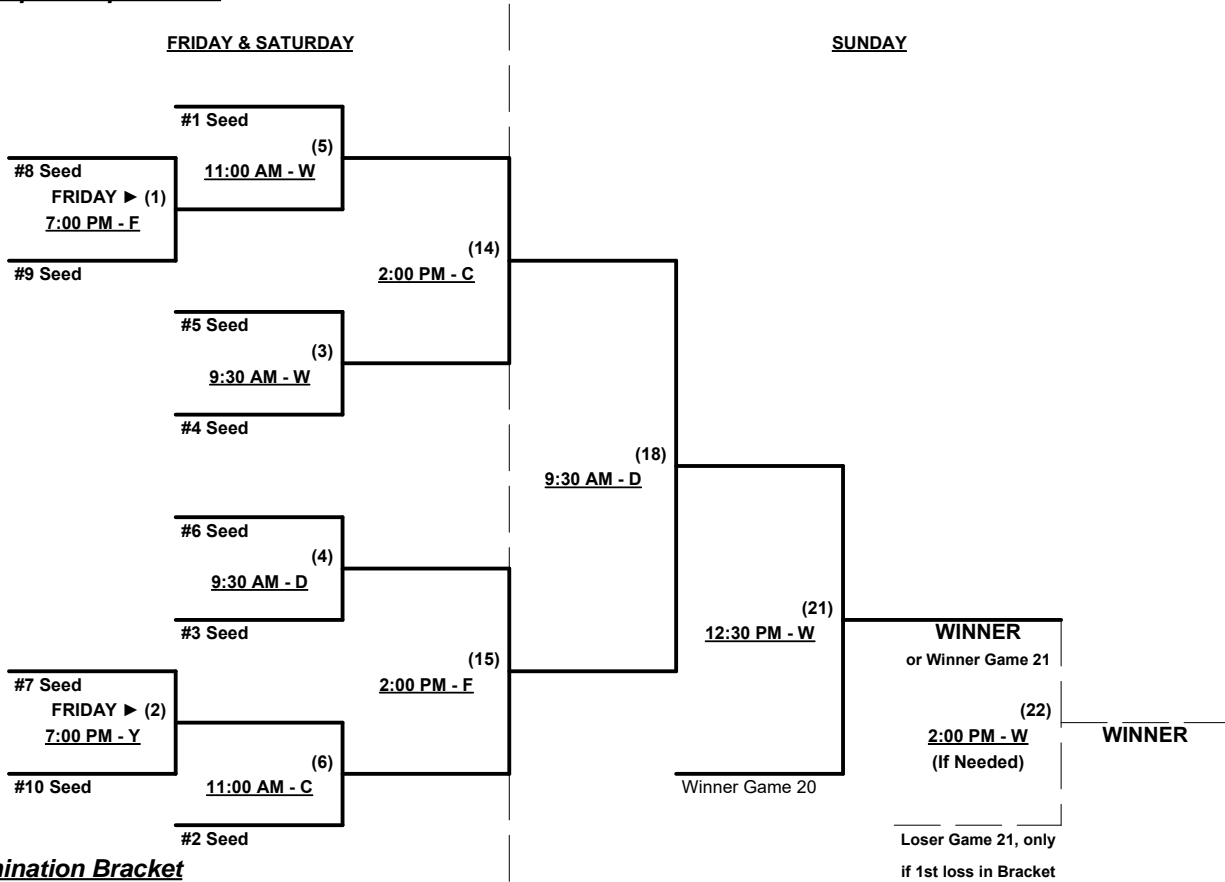 FRIDAY & SATURDAY
SUNDAY
#1 Seed
(5)
11:00 AM - W
#8 Seed
FRIDAY ► (1)
7:00 PM - F
#9 Seed
(14)
2:00 PM - C
#5 Seed
(3)
9:30 AM - W
#4 Seed
(18)
9:30 AM - D
#6 Seed
(4)
9:30 AM - D
#3 Seed
(21)
12:30 PM - W
WINNER
or Winner Game 21
(15)
2:00 PM - F
#7 Seed
FRIDAY ► (2)
7:00 PM - Y
#10 Seed
(22)
2:00 PM - W
(If Needed)
WINNER
(6)
11:00 AM - C
#2 Seed
Winner Game 20
Loser Game 21, only
if 1st loss in Bracket
Bracket